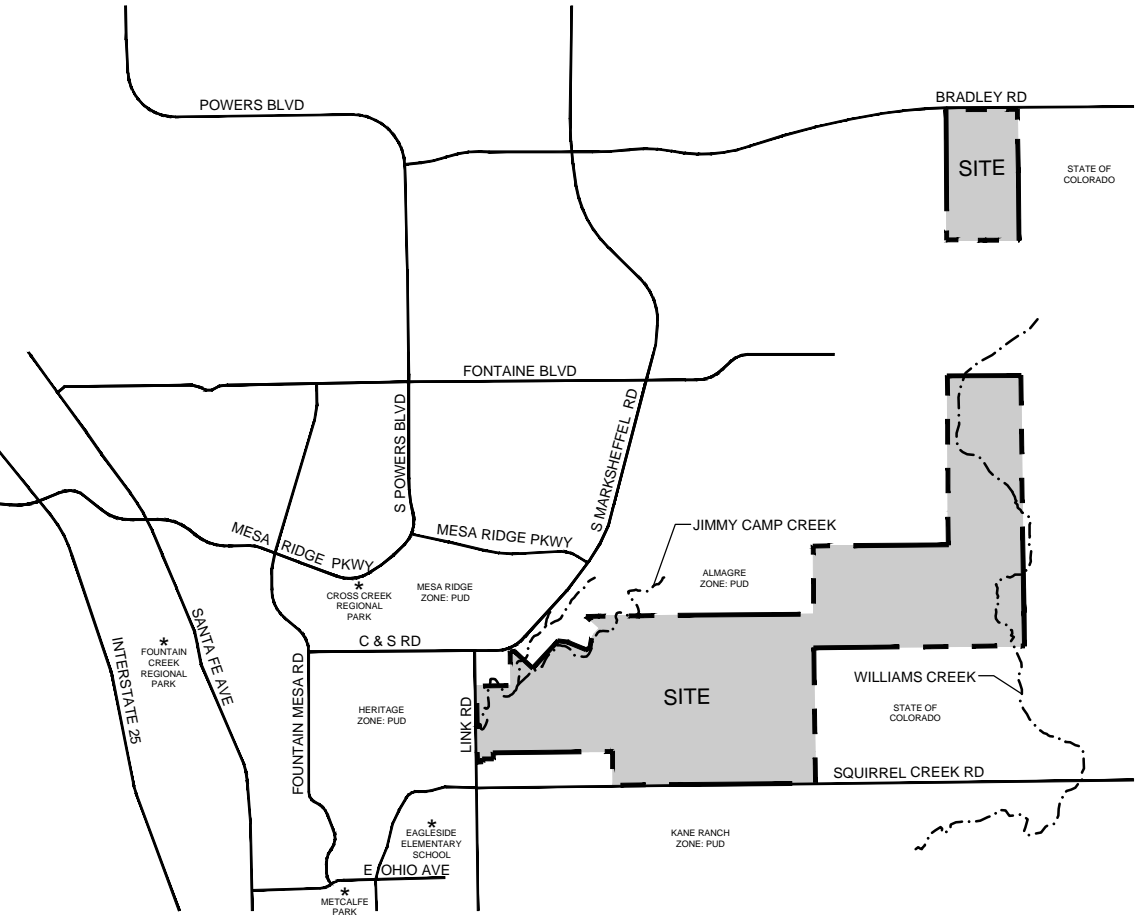 POWERS BLVD
BRADLEY RD
SITE
STATE OF
COLORADO
FONTAINE BLVD
S POWERS BLVD
S MARKSHEFFEL RD
MESA RIDGE PKWY
MESA RIDGE PKWY
JIMMY CAMP CREEK
ALMAGRE
ZONE: PUD
MESA RIDGE
ZONE: PUD
*
CROSS CREEK
REGIONAL
PARK
C & S RD
*
FOUNTAIN
CREEK
REGIONAL
PARK
SANTA FE AVE
INTERSTATE 25
FOUNTAIN MESA RD
HERITAGE
ZONE: PUD
LINK RD
SITE
WILLIAMS CREEK
STATE OF
COLORADO
SQUIRREL CREEK RD
*
EAGLESIDE
ELEMENTARY
SCHOOL
KANE RANCH
ZONE: PUD
E OHIO AVE
*
METCALFE
PARK